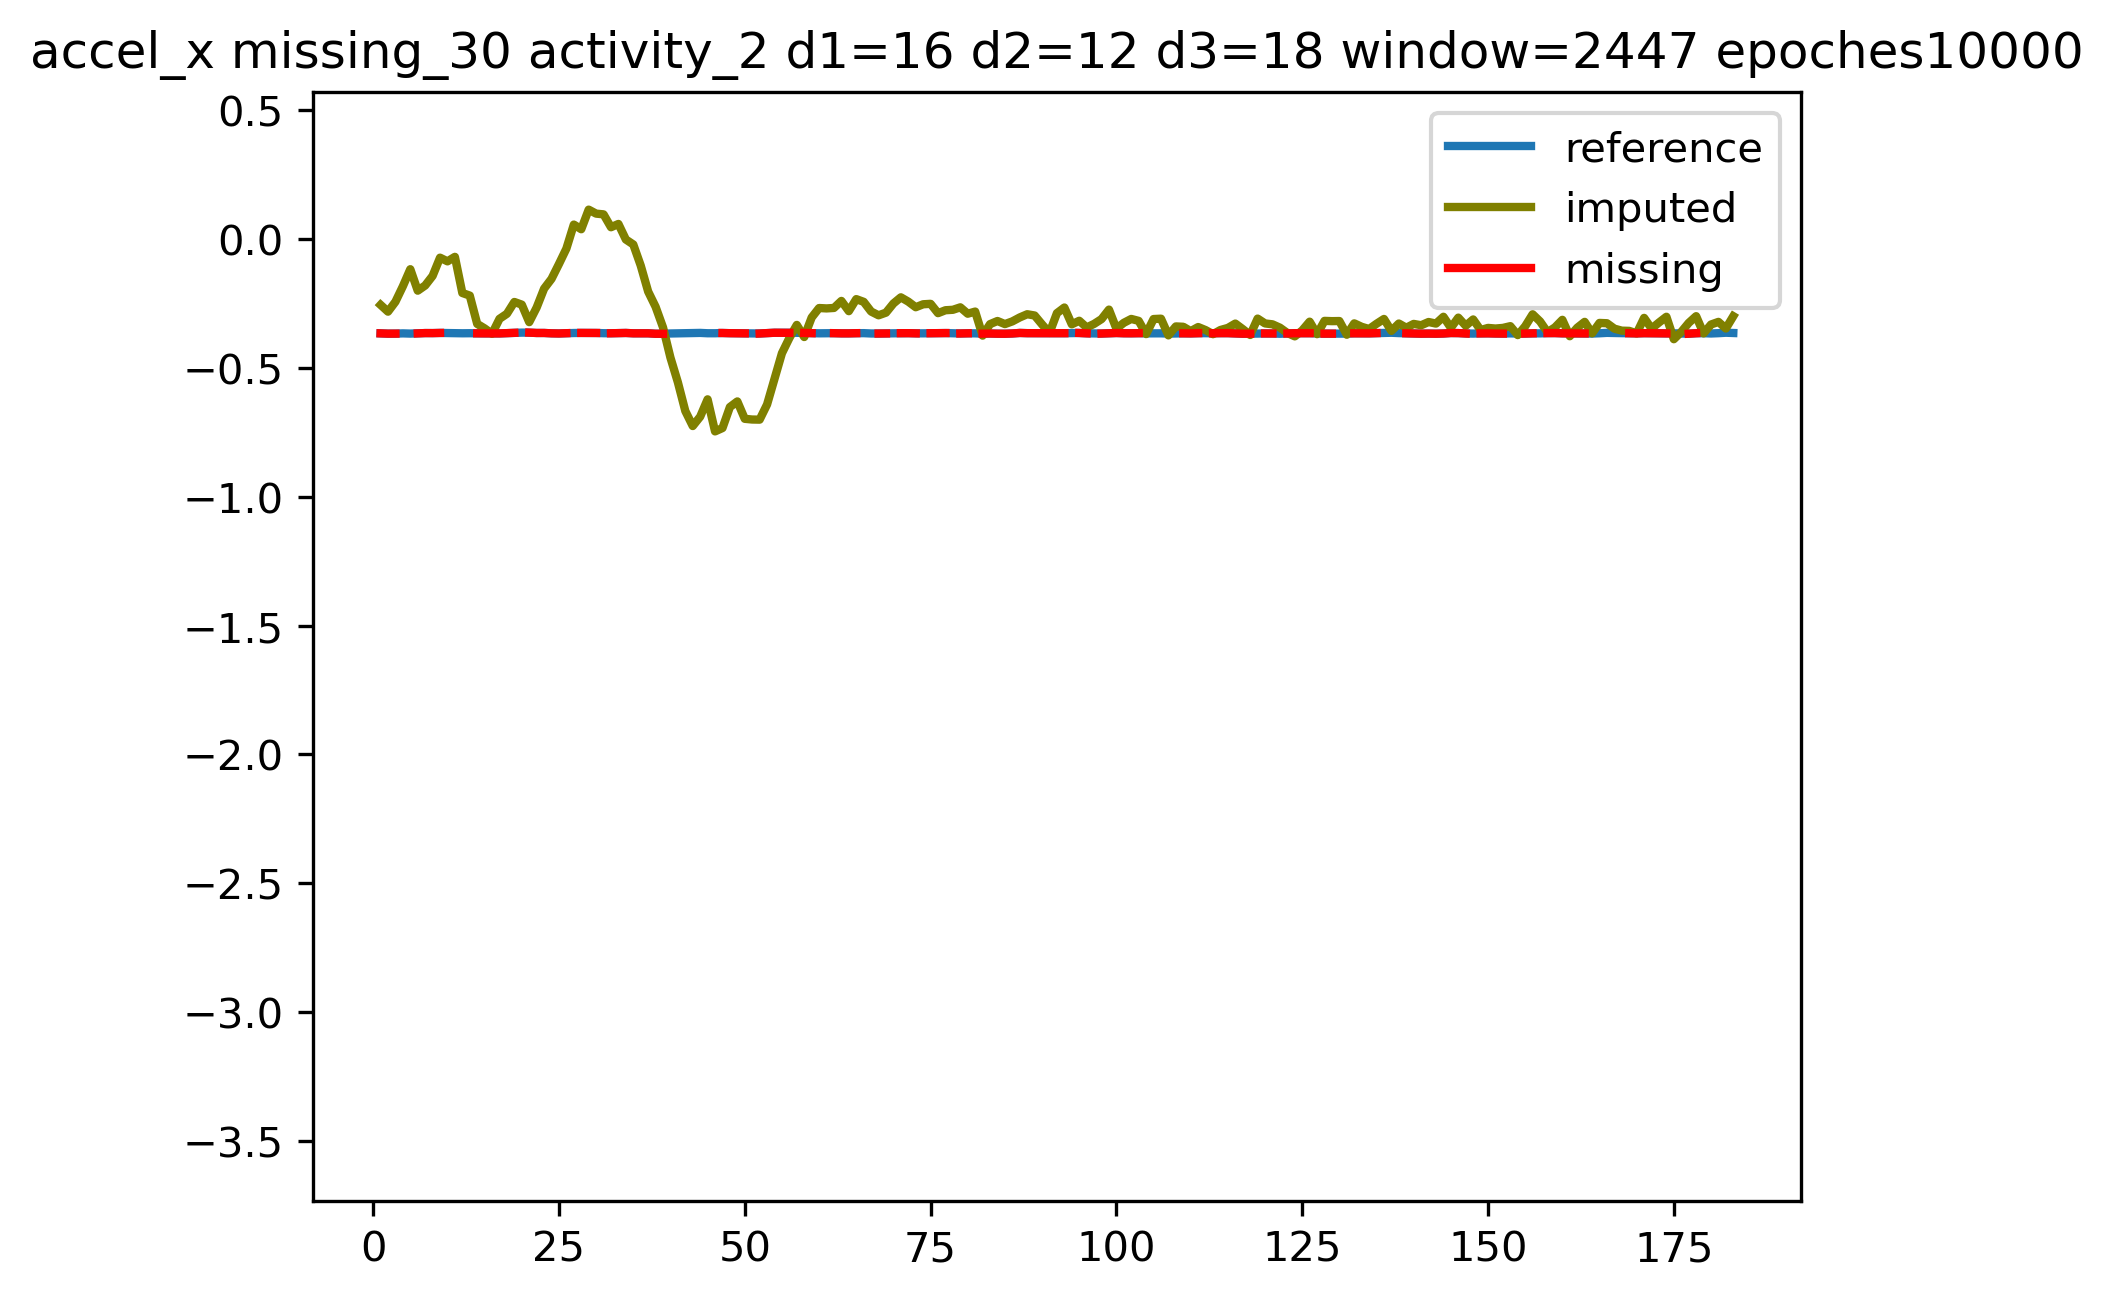 accel_x missing_30 activity_2 d1=16 d2=12 d3=18 window=2447 epoches10000
reference
imputed
missing
0.5
0.0
−0.5
−1.0
−1.5
−2.0
−2.5
−3.0
−3.5
0 25 50 75 100 125 150 175